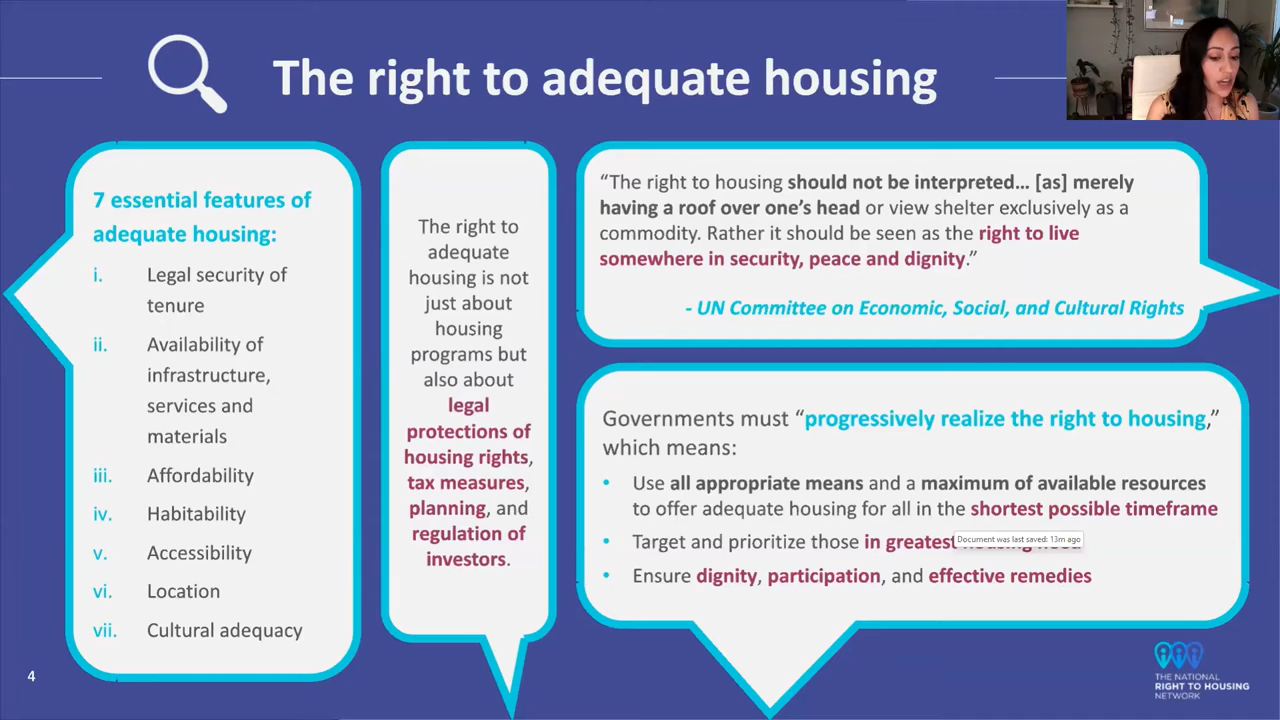 The right to adequate housing
7 essential features of
adequate housing:
i. Legal security of
tenure
ii. Availability of
infrastructure,
services and
materials
iii. Affordability
iv. Habitability
v. Accessibility
vi. Location
vii. Cultural adequacy
The right to
adequate
housing is not
just about
housing
programs but
also about
legal
protections of
housing rights,
tax measures,
planning, and
regulation of
investors.
“The right to housing should not be interpreted… [as] merely
having a roof over one’s head or view shelter exclusively as a
commodity. Rather it should be seen as the right to live
somewhere in security, peace and dignity.”
- UN Committee on Economic, Social, and Cultural Rights
Governments must “progressively realize the right to housing,”
which means:
• Use all appropriate means and a maximum of available resources
to offer adequate housing for all in the shortest possible timeframe
• Target and prioritize those in greatest housing need
Document was last saved: 13m ago
• Ensure dignity, participation, and effective remedies
4
THE NATIONAL
RIGHT TO HOUSING
NETWORK